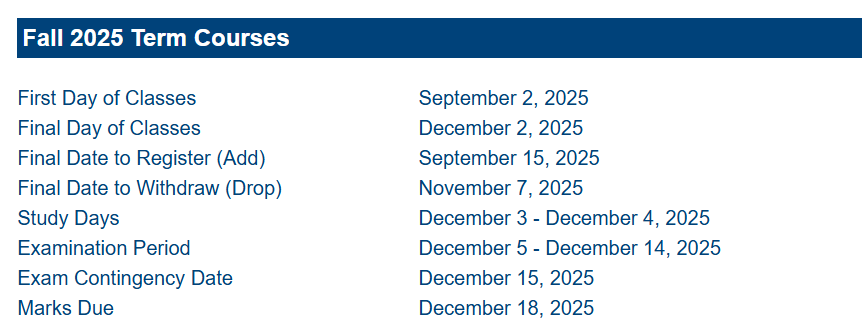 Fall 2025 Term Courses
First Day of Classes September 2, 2025
Final Day of Classes December 2, 2025
Final Date to Register (Add) September 15, 2025
Final Date to Withdraw (Drop) November 7, 2025
Study Days December 3 - December 4, 2025
Examination Period December 5 - December 14, 2025
Exam Contingency Date December 15, 2025
Marks Due December 18, 2025